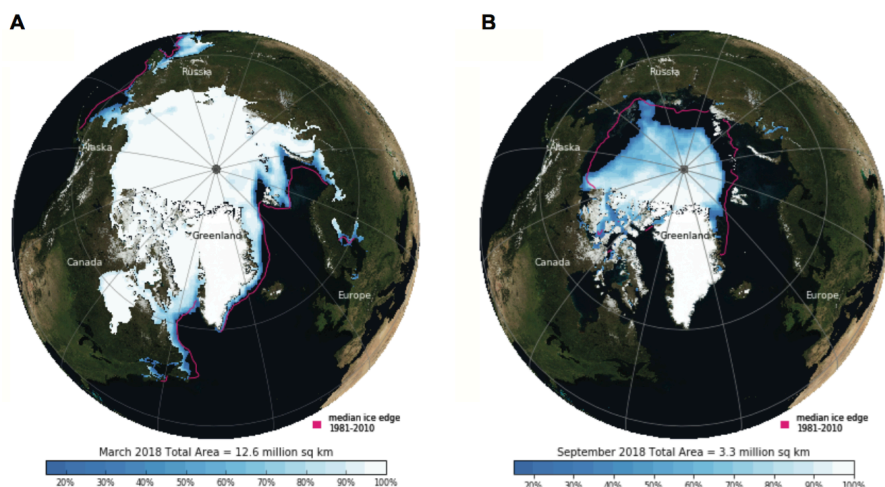 A
Russia
Alaska
Greenland
Canada
Europe
median ice edge
1981-2010
March 2018 Total Area = 12.6 million sq km
20% 30% 40% 50% 60% 70% 80% 90% 100%
B
Russia
Alaska
Greenland
Canada
Europe
median ice edge
1981-2010
September 2018 Total Area = 3.3 million sq km
20% 30% 40% 50% 60% 70% 80% 90% 100%